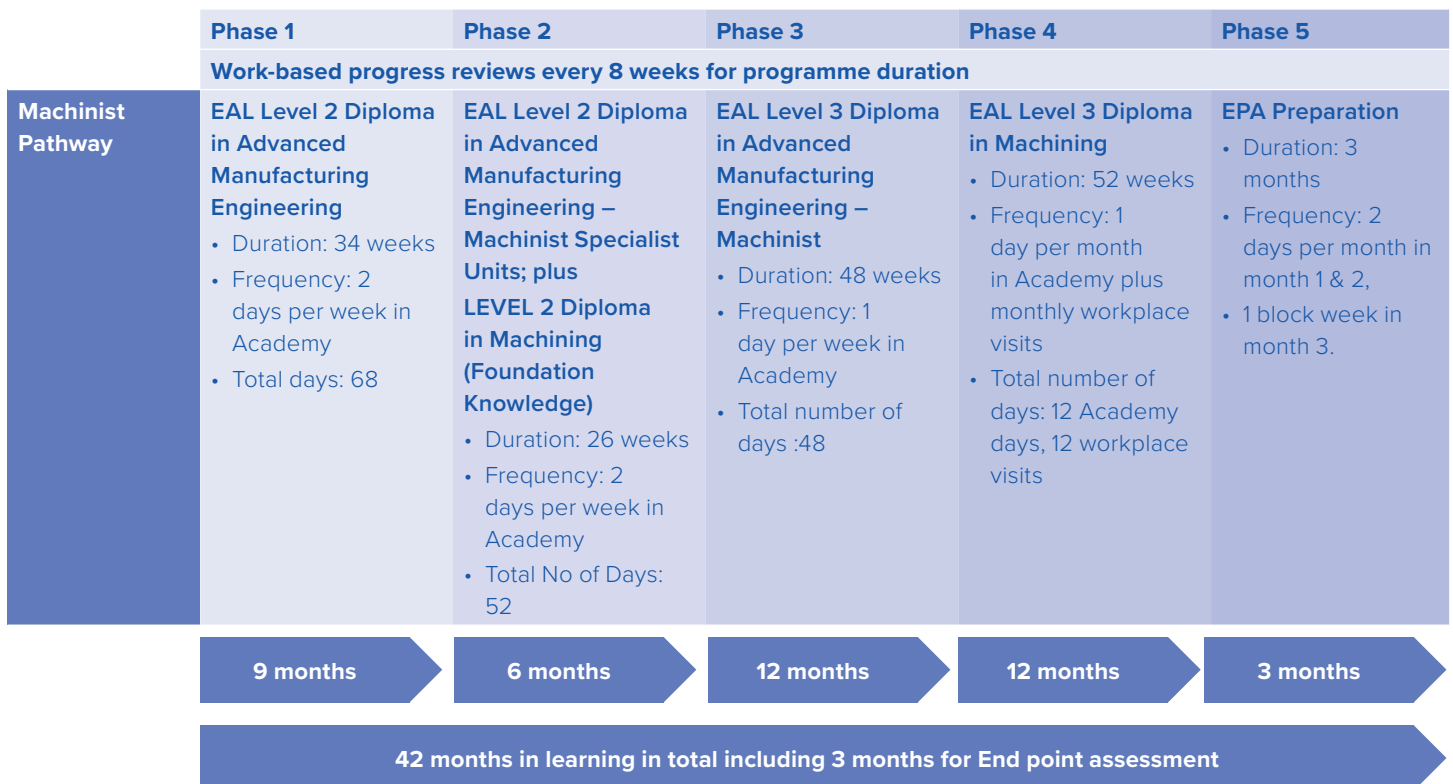 Phase 1
Phase 2
Phase 3
Phase 4
Phase 5
Work-based progress reviews every 8 weeks for programme duration
Machinist
Pathway
EAL Level 2 Diploma
in Advanced
Manufacturing
Engineering
• Duration: 34 weeks
• Frequency: 2
days per week in
Academy
• Total days: 68
EAL Level 2 Diploma
in Advanced
Manufacturing
Engineering –
Machinist Specialist
Units; plus
LEVEL 2 Diploma
in Machining
(Foundation
Knowledge)
• Duration: 26 weeks
• Frequency: 2
days per week in
Academy
• Total No of Days:
52
EAL Level 3 Diploma
in Advanced
Manufacturing
Engineering –
Machinist
• Duration: 48 weeks
• Frequency: 1
day per week in
Academy
• Total number of
days :48
EAL Level 3 Diploma
in Machining
• Duration: 52 weeks
• Frequency: 1
day per month
in Academy plus
monthly workplace
visits
• Total number of
days: 12 Academy
days, 12 workplace
visits
EPA Preparation
• Duration: 3
months
• Frequency: 2
days per month in
month 1 & 2,
• 1 block week in
month 3.
9 months
6 months
12 months
12 months
3 months
42 months in learning in total including 3 months for End point assessment